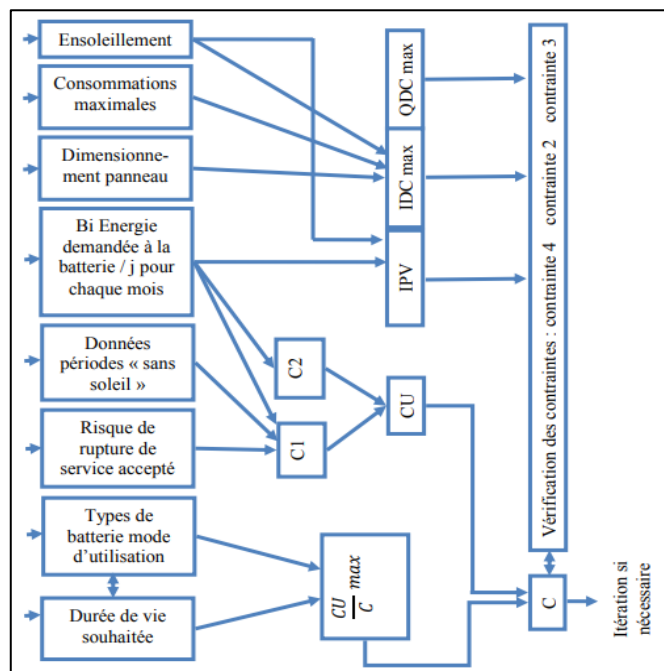 Ensoleillement
Consommations
maximales
Dimensionne-
ment panneau
Bi Energie
demandée à la
batterie / j pour
chaque mois
Données
périodes « sans
soleil »
Risque de
rupture de
service accepté
Types de
batterie mode
d'utilisation
Durée de vie
souhaitée
QDC max
IDC max
IPV
C2
C1
CU
CU
C
max
Vérification des contraintes : contrainte 4 contrainte 2 contrainte 3
C
Itération si
nécessaire